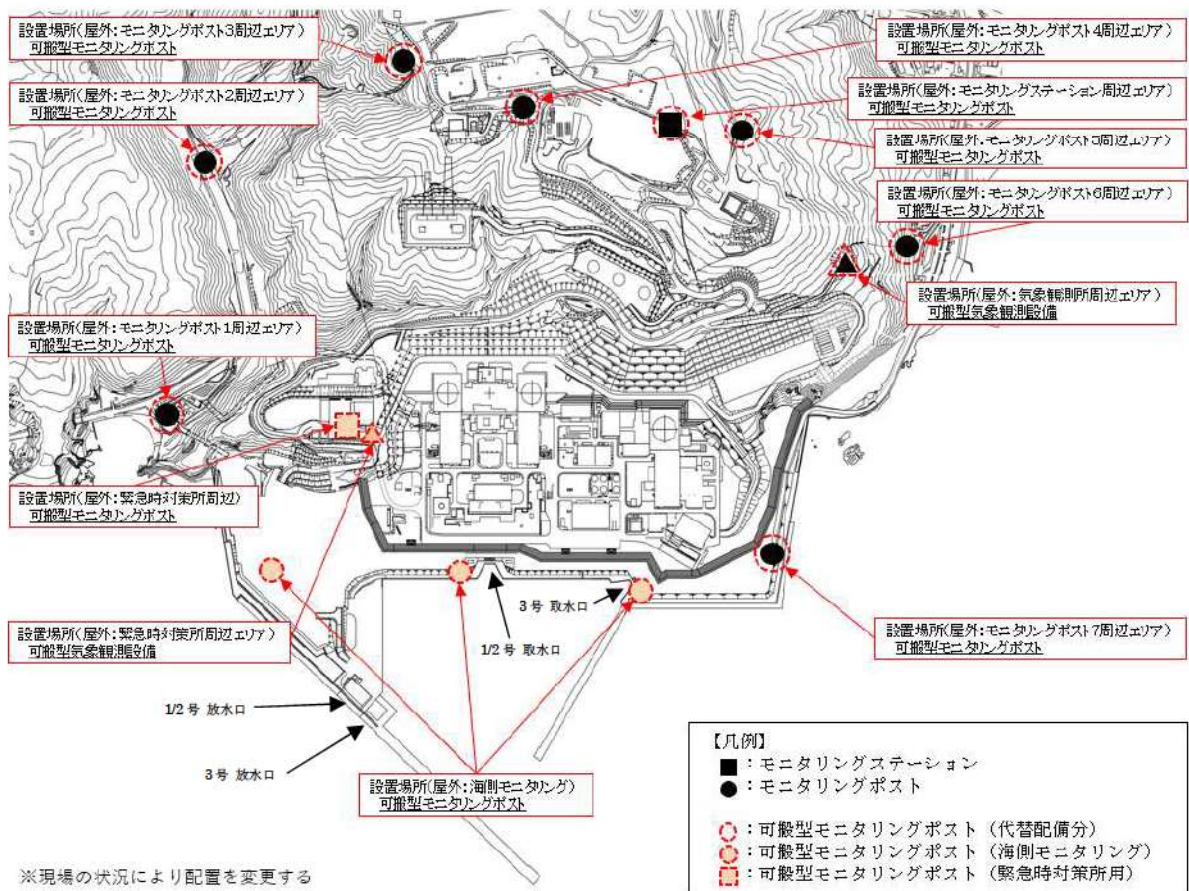 設置場所(屋外:モニタリングポスト3周辺エリア)
可搬型モニタリングポスト
設置場所(屋外:モニタリングポスト2周辺エリア)
可搬型モニタリングポスト
設置場所(屋外:モニタリングポスト4周辺エリア)
可搬型モニタリングポスト
設置場所(屋外:モニタリングステーション周辺エリア)
可搬型モニタリングポスト
可搬型モニタリングポスト
設置場所(屋外:モニタリングポスト6周辺エリア)
可搬型モニタリングポスト
設置場所(屋外:気象観測所周辺エリア)
可搬型気象観測設備
設置場所(屋外:モニタリングポスト1周辺エリア)
可搬型モニタリングポスト
設置場所(屋外:緊急時対策所周辺)
可搬型モニタリングポスト
設置場所(屋外:緊急時対策所周辺エリア)
可搬型気象観測設備
3号 取水口
1/2号 取水口
設置場所(屋外:モニタリングポスト7周辺エリア)
可搬型モニタリングポスト
1/2号 放水口
3号 放水口
設置場所(屋外:海側モニタリング)
可搬型モニタリングポスト
【凡例】
:モニタリングステーション
:モニタリングポスト
:可搬型モニタリングポスト(代替配備分)
:可搬型モニタリングポスト(海側モニタリング)
:可搬型モニタリングポスト(緊急時対策所用)
※現場の状況により配置を変更する